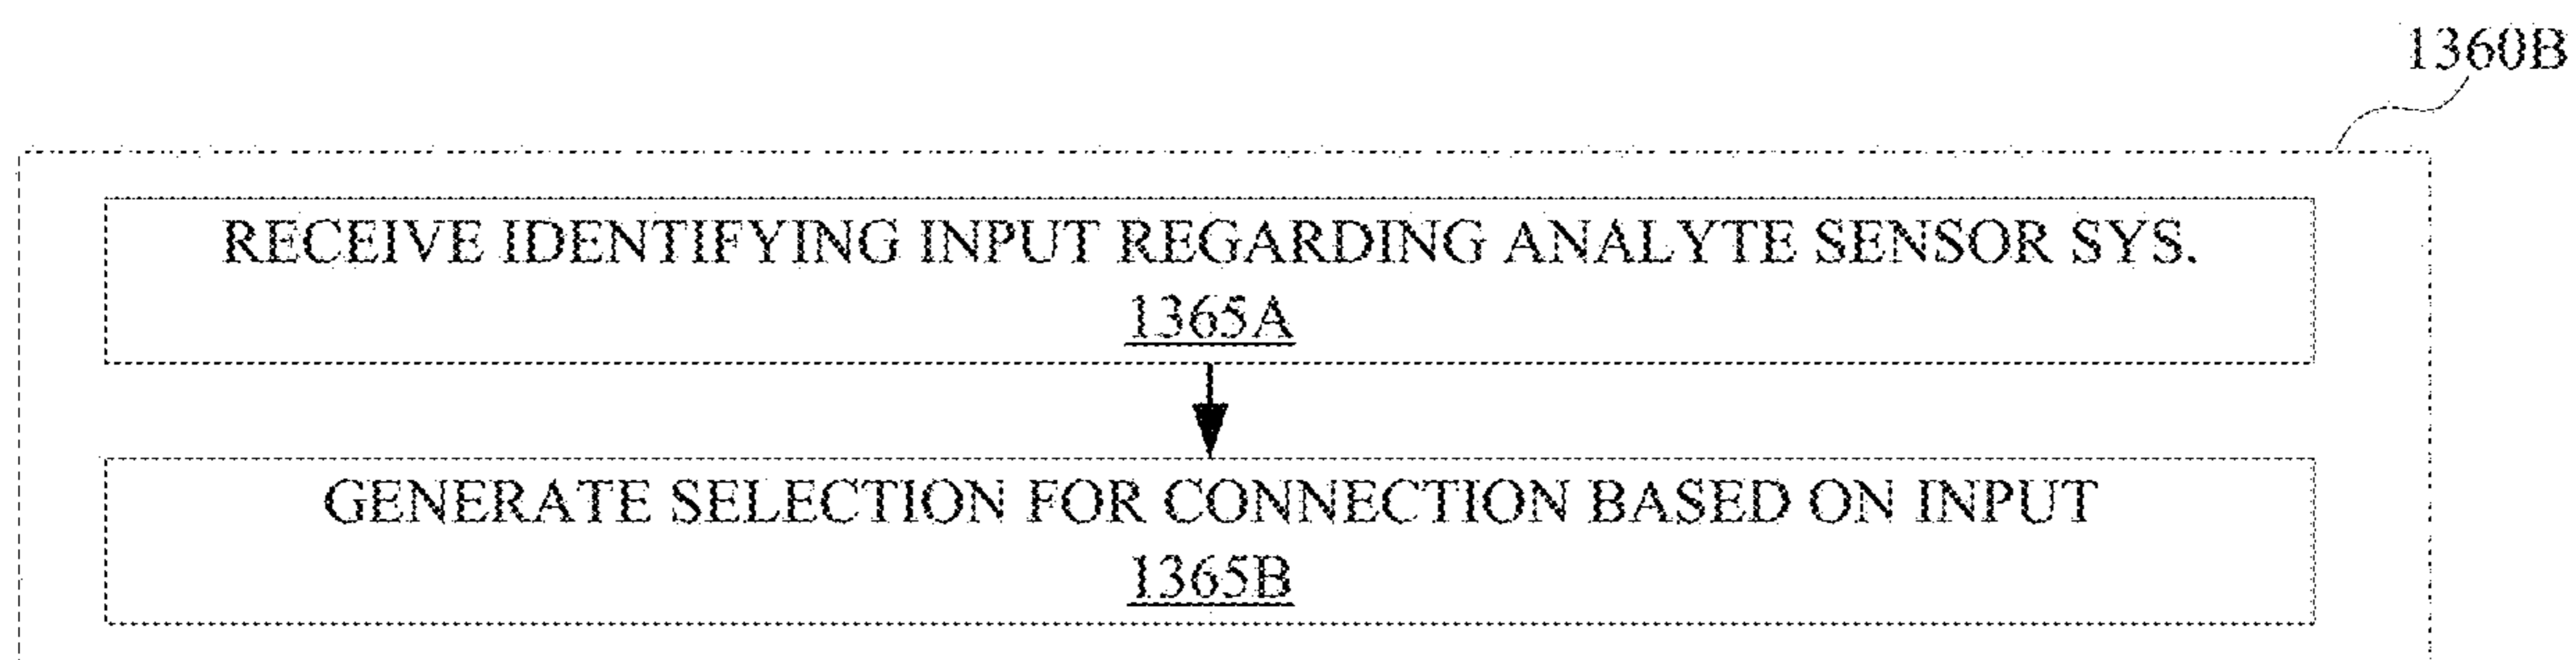 1360B
RECEIVE IDENTIFYING INPUT REGARDING ANALYTE SENSOR SYS.
1365A
GENERATE SELECTION FOR CONNECTION BASED ON INPUT
1365B